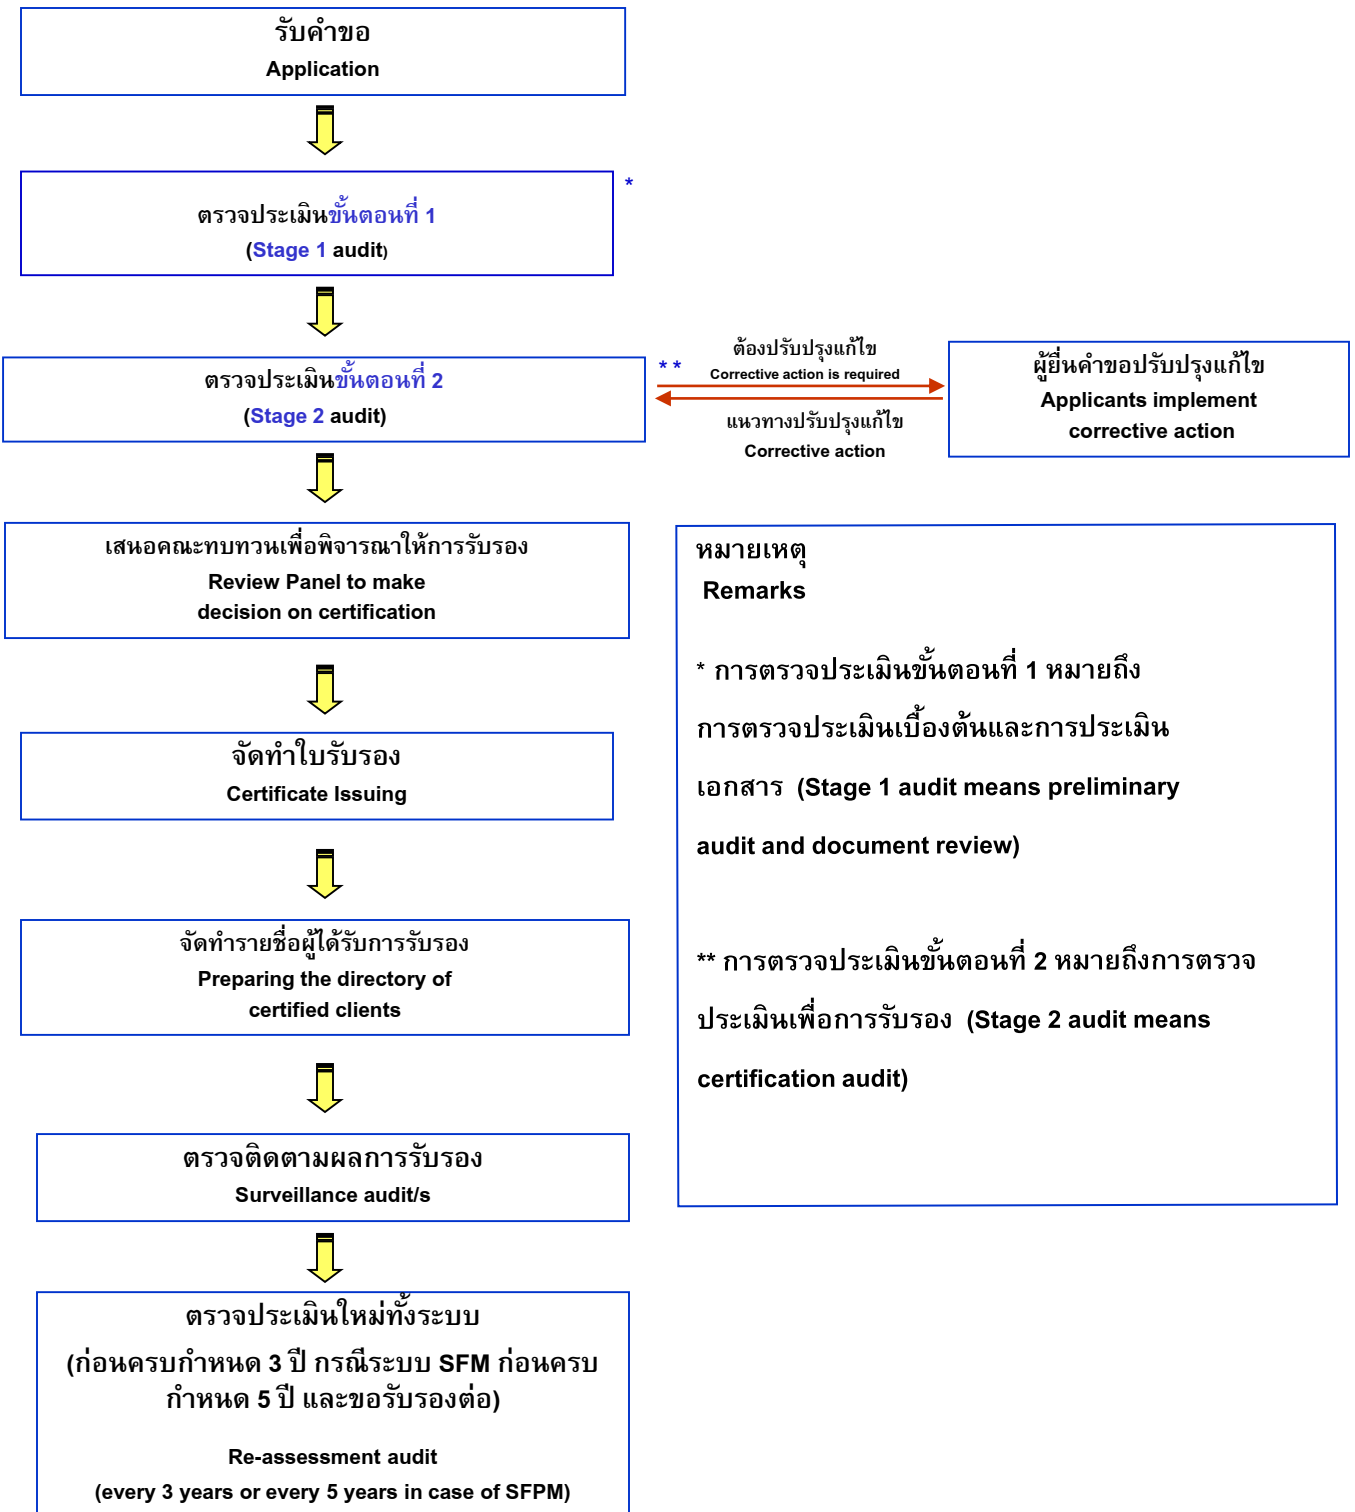 รับคำขอ
Application
ตรวจประเมินขั้นตอนที่ 1
*
(Stage 1 audit)
ตรวจประเมินขั้นตอนที่ 2
(Stage 2 audit)
* *
ต้องปรับปรุงแก้ไข
Corrective action is required
แนวทางปรับปรุงแก้ไข
Corrective action
ผู้ยื่นคำขอปรับปรุงแก้ไข
Applicants implement
corrective action
เสนอคณะทบทวนเพื่อพิจารณาให้การรับรอง
Review Panel to make
decision on certification
จัดทำใบรับรอง
Certificate Issuing
จัดทำรายชื่อผู้ได้รับการรับรอง
Preparing the directory of
certified clients
ตรวจติดตามผลการรับรอง
Surveillance audit/s
ตรวจประเมินใหม่ทั้งระบบ
(ก่อนครบกำหนด 3 ปี กรณีระบบ SFM ก่อนครบ
กำหนด 5 ปี และขอรับรองต่อ)
Re-assessment audit
(every 3 years or every 5 years in case of SFPM)
หมายเหตุ
Remarks
* การตรวจประเมินขั้นตอนที่ 1 หมายถึง
การตรวจประเมินเบื้องต้นและการประเมิน
เอกสาร (Stage 1 audit means preliminary
audit and document review)
** การตรวจประเมินขั้นตอนที่ 2 หมายถึงการตรวจ
ประเมินเพื่อการรับรอง (Stage 2 audit means
certification audit)